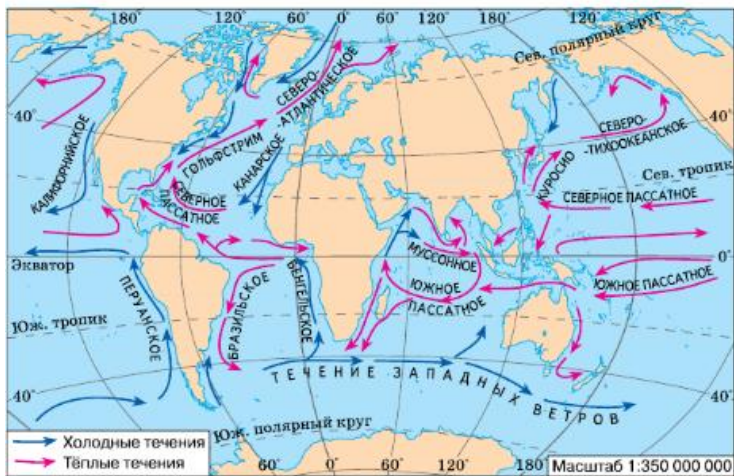 180° 120° 60° 0° 60° 120° 180°
Сев. полярный круг
СЕВЕРО-
АТЛАНТИЧЕСКОЕ
40°
40°
ГОЛЬФСТРИМ
КАНАРСКОЕ
СЕВЕРО-
-ТИХООКЕАНСКОЕ
КАЛИФОРНИЙСКОЕ
КУРОСИО
Сев. тропик
СЕВЕРНОЕ
ПАССАТНОЕ
СЕВЕРНОЕ ПАССАТНОЕ
МУССОННОЕ
0°
Экватор
ПЕРУАНСКОЕ
БРАЗИЛЬСКОЕ
БЕНГЕЛЬСКОЕ
ЮЖНОЕ
ПАССАТНОЕ
ЮЖНОЕ ПАССАТНОЕ
Юж. тропик
ТЕЧЕНИЕ ЗАПАДНЫХ ВЕТРОВ
40°
40°
Юж. полярный круг
Холодные течения
Тёплые течения
60° 0° 60° 120° 180°
Масштаб 1:350 000 000